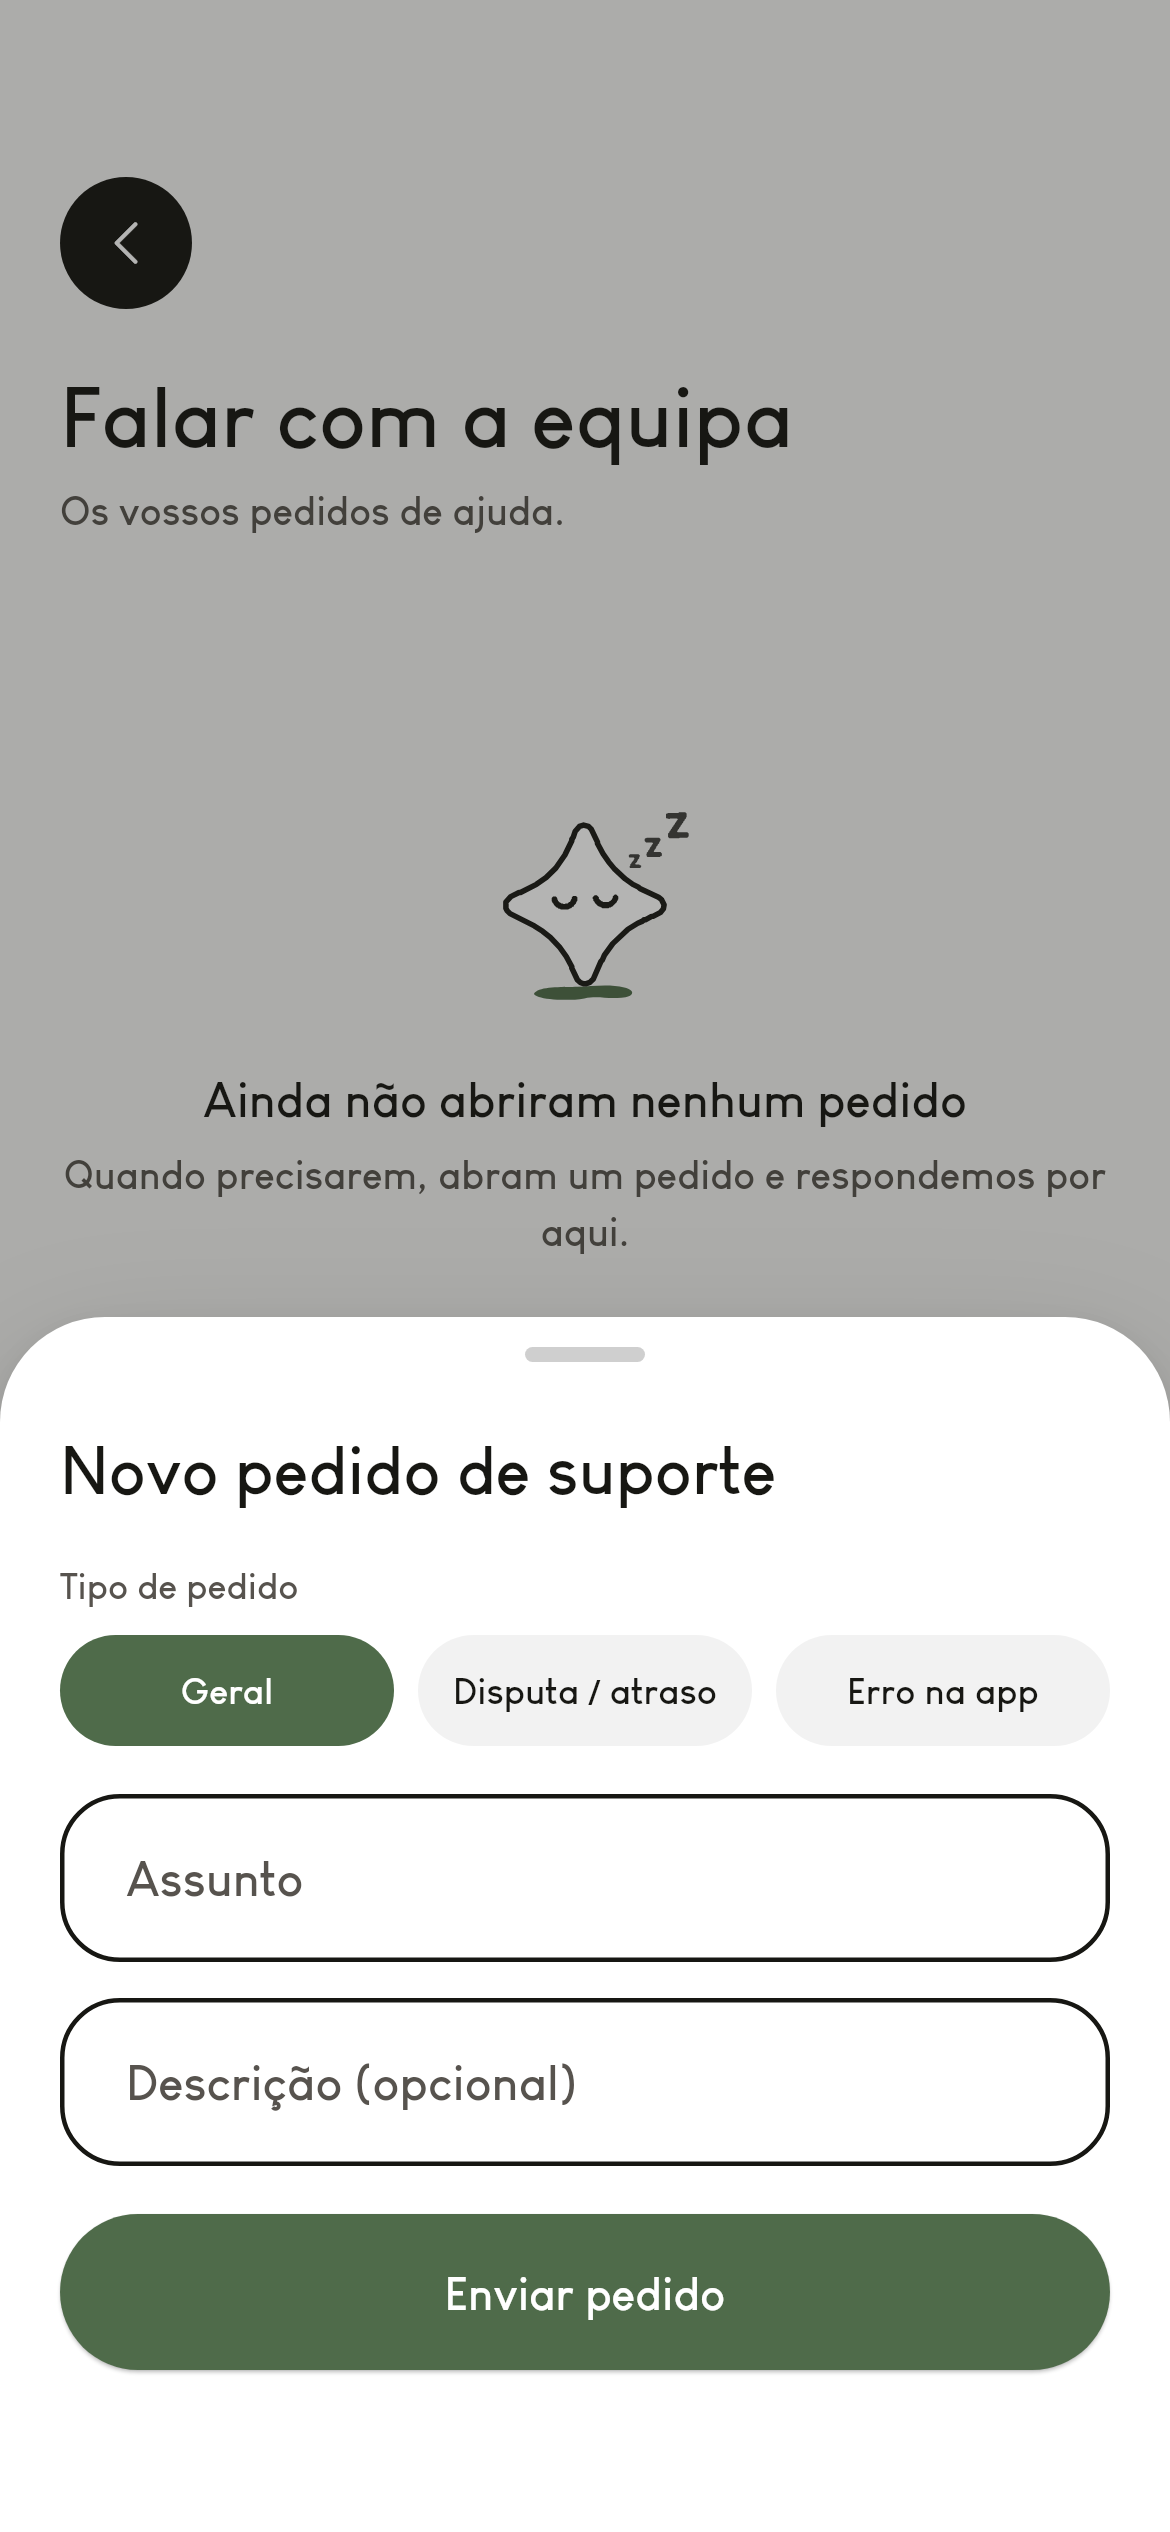 Falar com a equipa
Os vossos pedidos de ajuda.
z z z
Ainda não abriram nenhum pedido
Quando precisarem, abram um pedido e respondemos por
aqui.
Novo pedido de suporte
Tipo de pedido
Geral
Disputa / atraso
Erro na app
Assunto
Descrição (opcional)
Enviar pedido